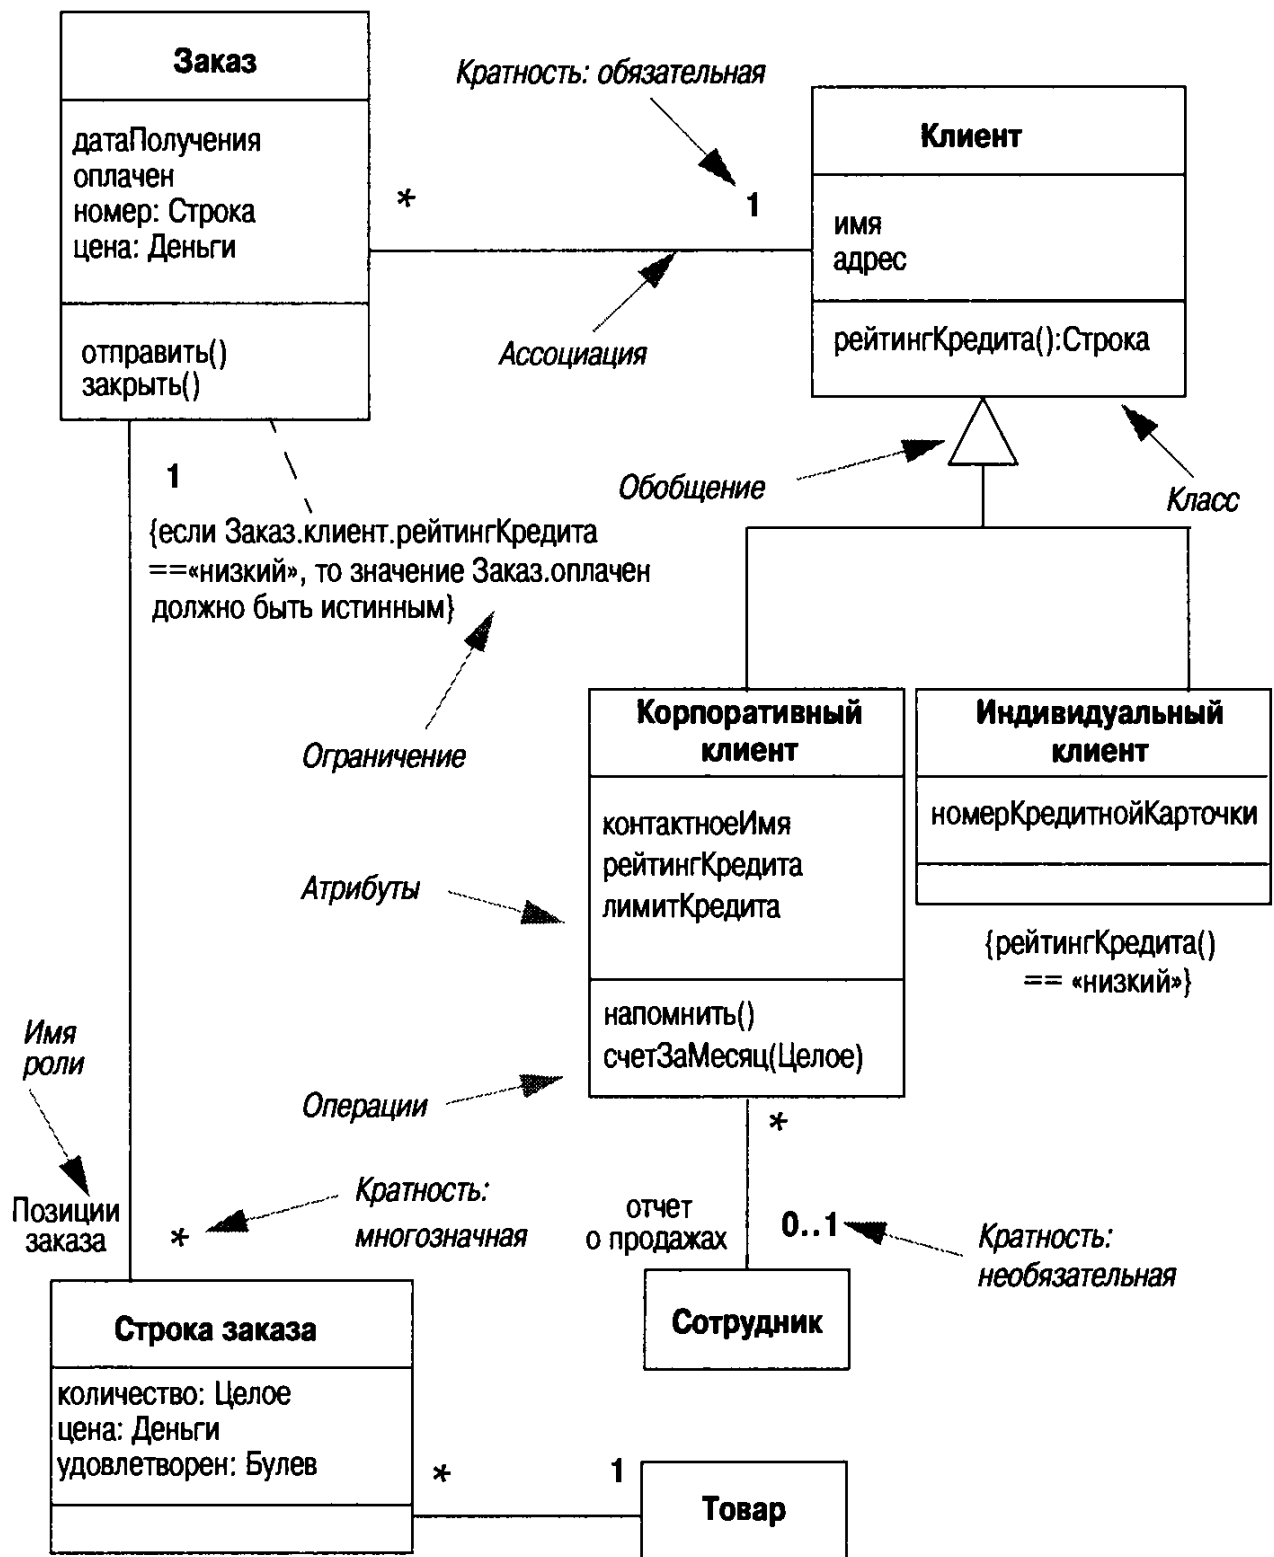 Заказ
датаПолучения
оплачен
номер: Строка
цена: Деньги
отправить()
закрыть()
Кратность: обязательная
*
1
Ассоциация
Клиент
имя
адрес
рейтингКредита():Строка
Обобщение
Класс
1
{если Заказ.клиент.рейтингКредита
==«низкий», то значение Заказ.оплачен
должно быть истинным}
Ограничение
Корпоративный
клиент
контактноеИмя
рейтингКредита
лимитКредита
напомнить()
счетЗаМесяц(Целое)
Индивидуальный
клиент
номерКредитнойКарточки
{рейтингКредита()
== «низкий»}
Атрибуты
Операции
Имя
роли
Позиции
заказа
*
Кратность:
многозначная
*
отчет
о продажах
0..1
Кратность:
необязательная
Сотрудник
Строка заказа
количество: Целое
цена: Деньги
удовлетворен: Булев
*
1
Товар